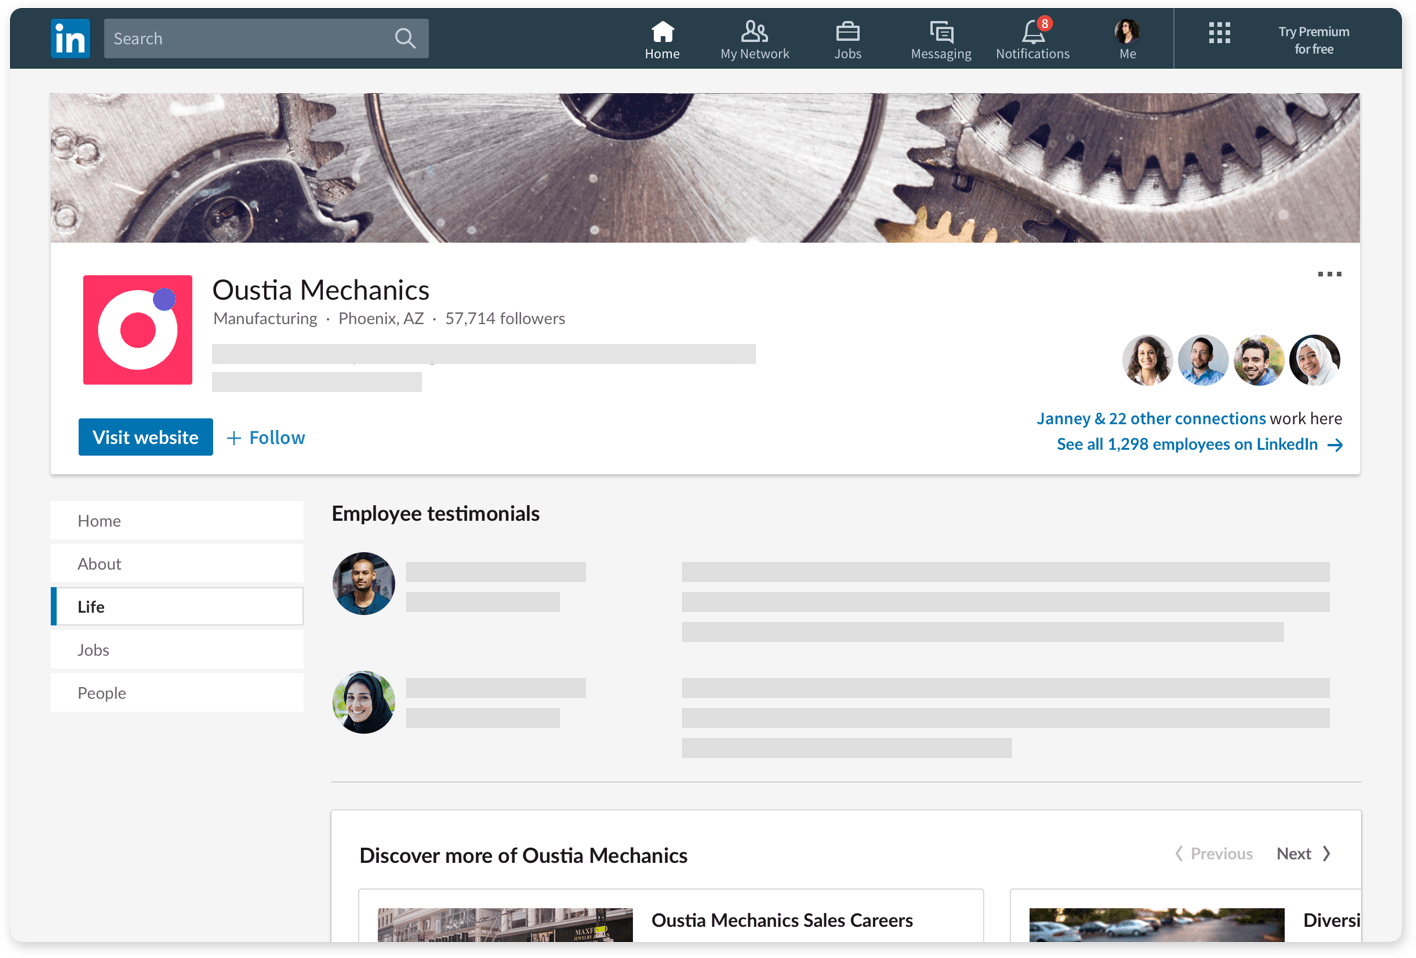 in
Search
Home
My Network
Jobs
Messaging
8
Notifications
Me
Try Premium
for free
Oustia Mechanics
Manufacturing · Phoenix, AZ · 57,714 followers
Visit website
+ Follow
Janney & 22 other connections work here
See all 1,298 employees on LinkedIn →
Home
About
Life
Jobs
People
Employee testimonials
Discover more of Oustia Mechanics
Previous
Next
Oustia Mechanics Sales Careers
Diversi